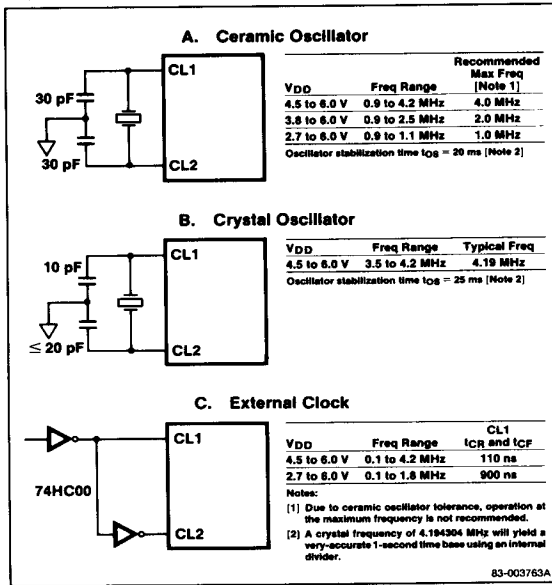 A. Ceramic Oscillator
CL1
30 pF
30 pF
CL2
VDD Freq Range Recommended Max Freq [Note 1]
4.5 to 6.0 V 0.9 to 4.2 MHz 4.0 MHz
3.8 to 6.0 V 0.9 to 2.5 MHz 2.0 MHz
2.7 to 6.0 V 0.9 to 1.1 MHz 1.0 MHz
Oscillator stabilization time tOS = 20 ms [Note 2]
B. Crystal Oscillator
CL1
10 pF
≤ 20 pF
CL2
VDD Freq Range Typical Freq
4.5 to 6.0 V 3.5 to 4.2 MHz 4.19 MHz
Oscillator stabilization time tOS = 25 ms [Note 2]
C. External Clock
CL1
74HC00
CL2
VDD Freq Range CL1 tCR and tCF
4.5 to 6.0 V 0.1 to 4.2 MHz 110 ns
2.7 to 6.0 V 0.1 to 1.8 MHz 900 ns
Notes:
[1] Due to ceramic oscillator tolerance, operation at
the maximum frequency is not recommended.
[2] A crystal frequency of 4.194304 MHz will yield a
very-accurate 1-second time base using an internal
divider.
83-003763A